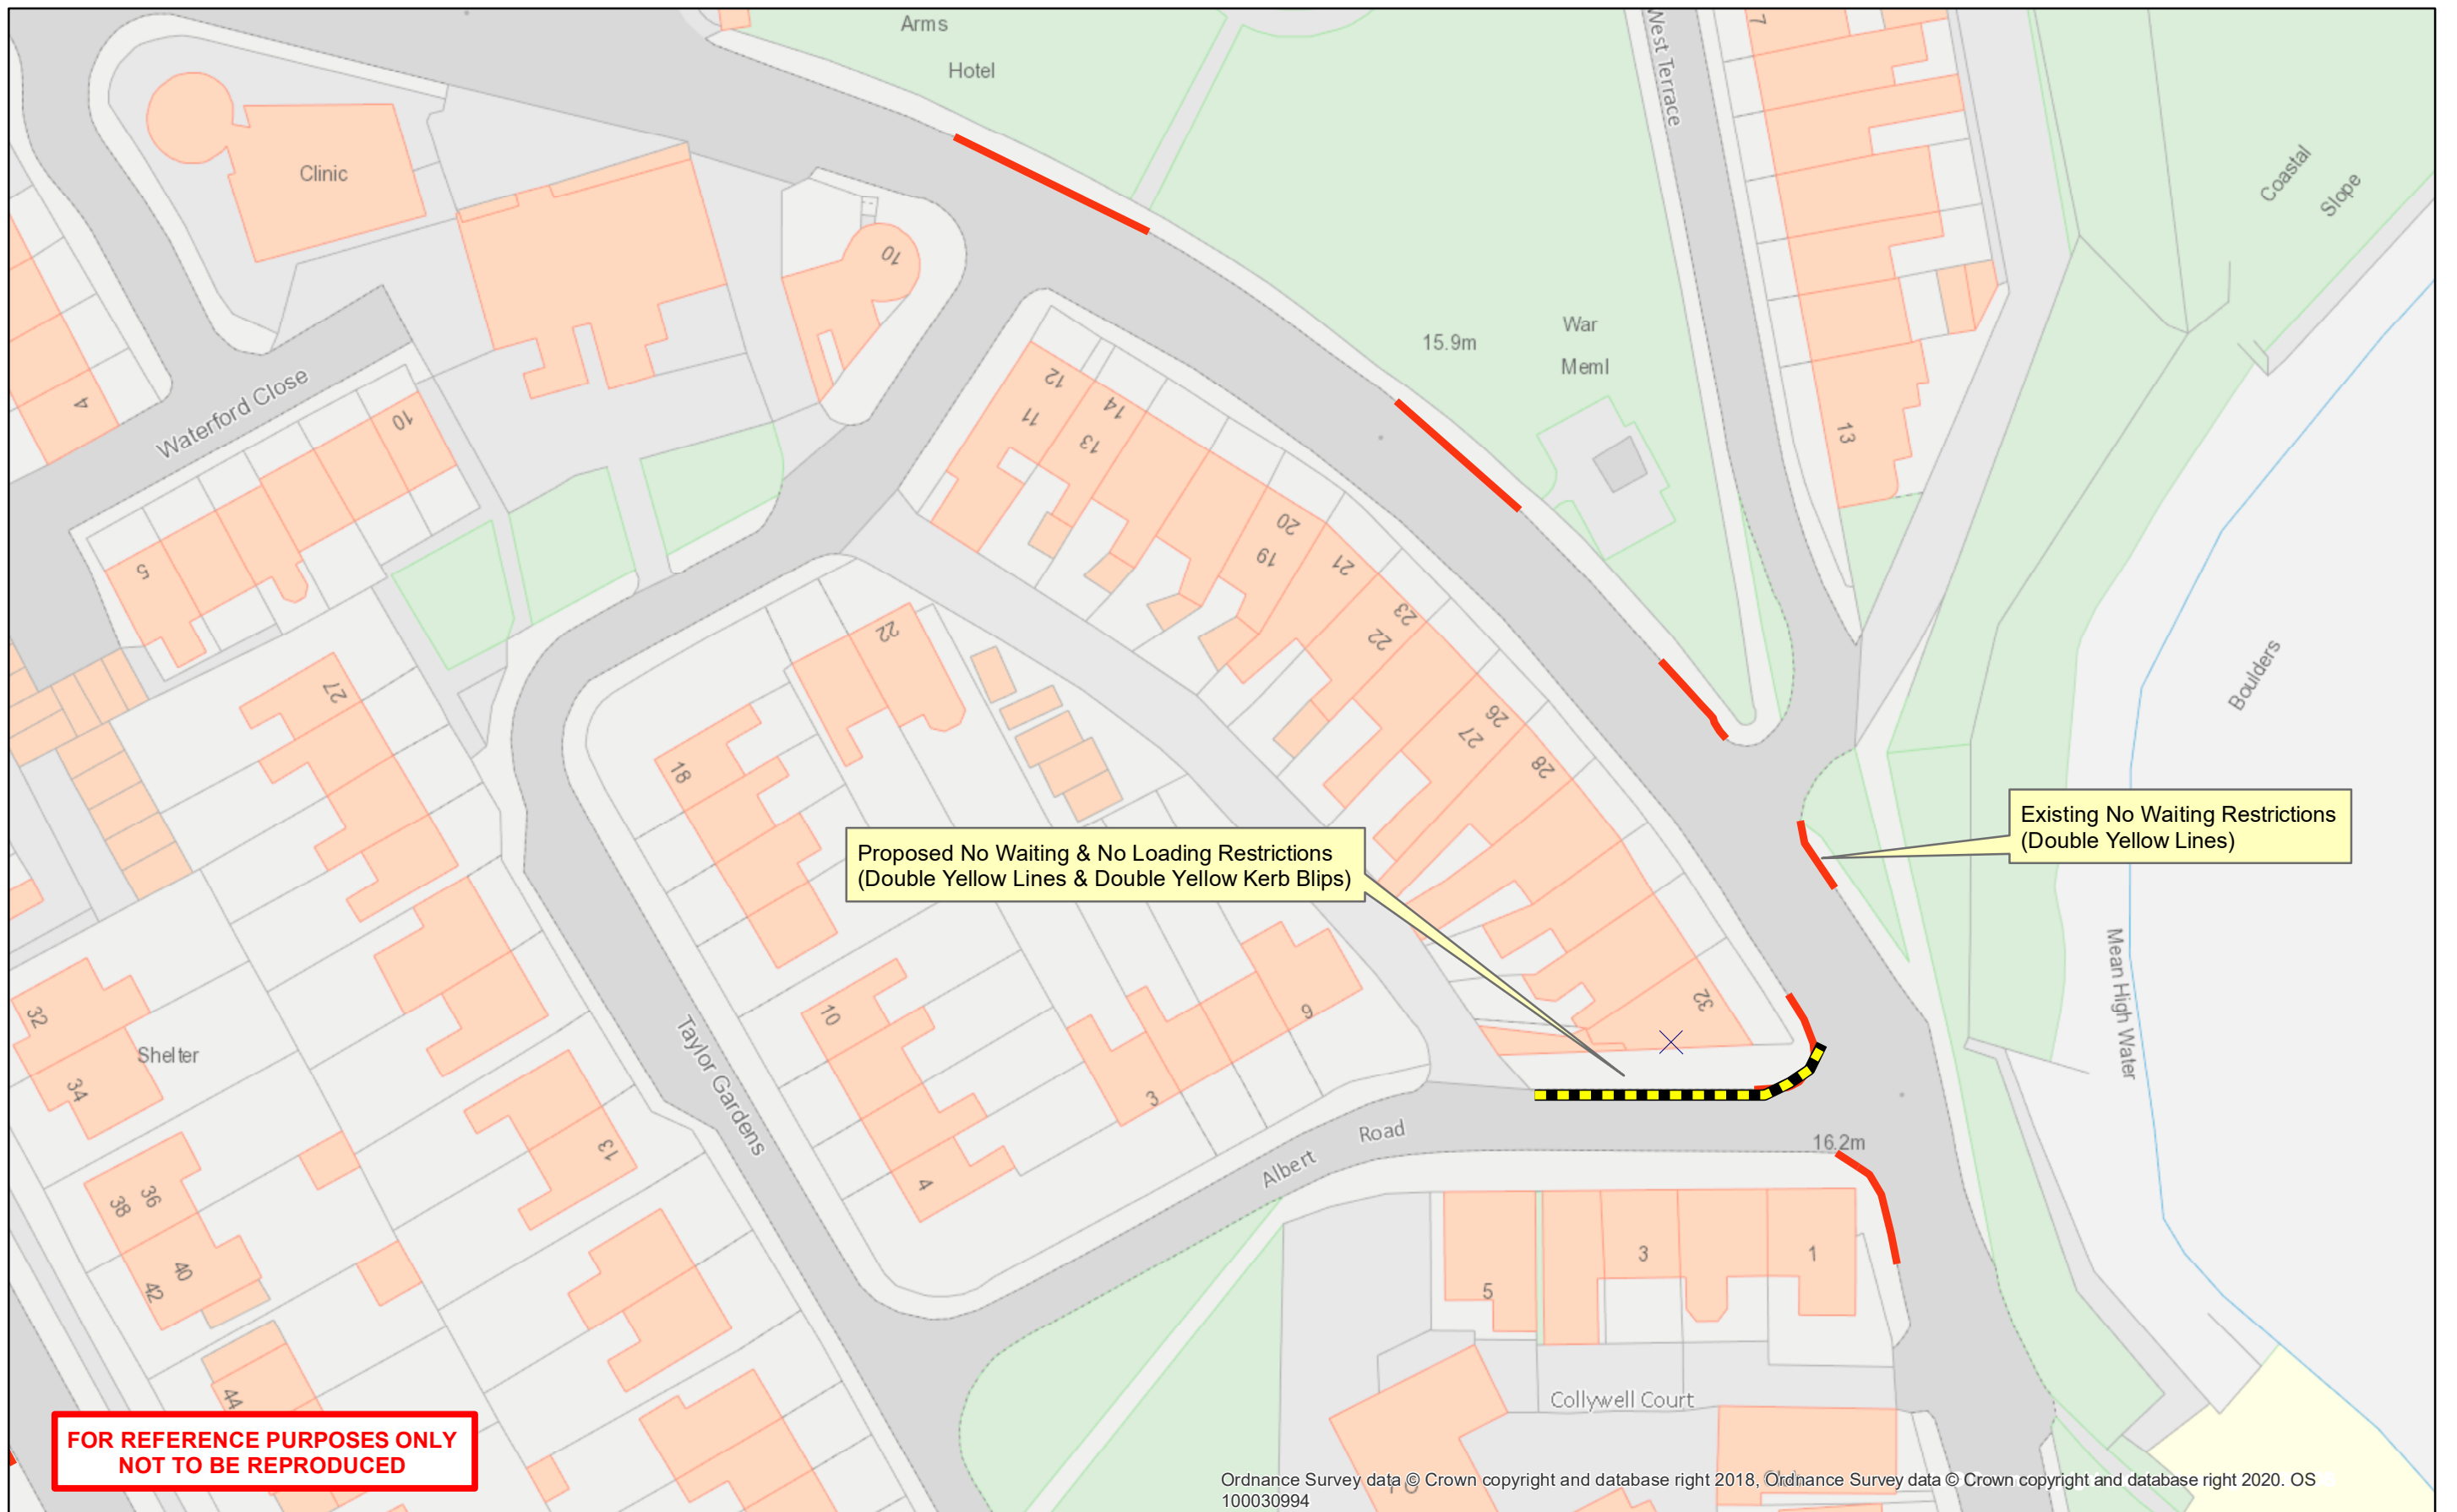 Arms
Hotel
West Terrace
7
Clinic
10
Coastal
Slope
War
Meml
15.9m
4
Waterford Close
10
5
12
11
14
13
13
20
19
21
23
22
22
27
18
26
27
28
Boulders
Existing No Waiting Restrictions
(Double Yellow Lines)
Proposed No Waiting & No Loading Restrictions
(Double Yellow Lines & Double Yellow Kerb Blips)
Mean High Water
32
32
34
Shelter
10
9
3
4
Taylor Gardens
Albert
Road
16.2m
13
36
38
40
42
44
5
3
1
Collywell Court
FOR REFERENCE PURPOSES ONLY
NOT TO BE REPRODUCED
Ordnance Survey data © Crown copyright and database right 2018, Ordnance Survey data © Crown copyright and database right 2020. OS
100030994